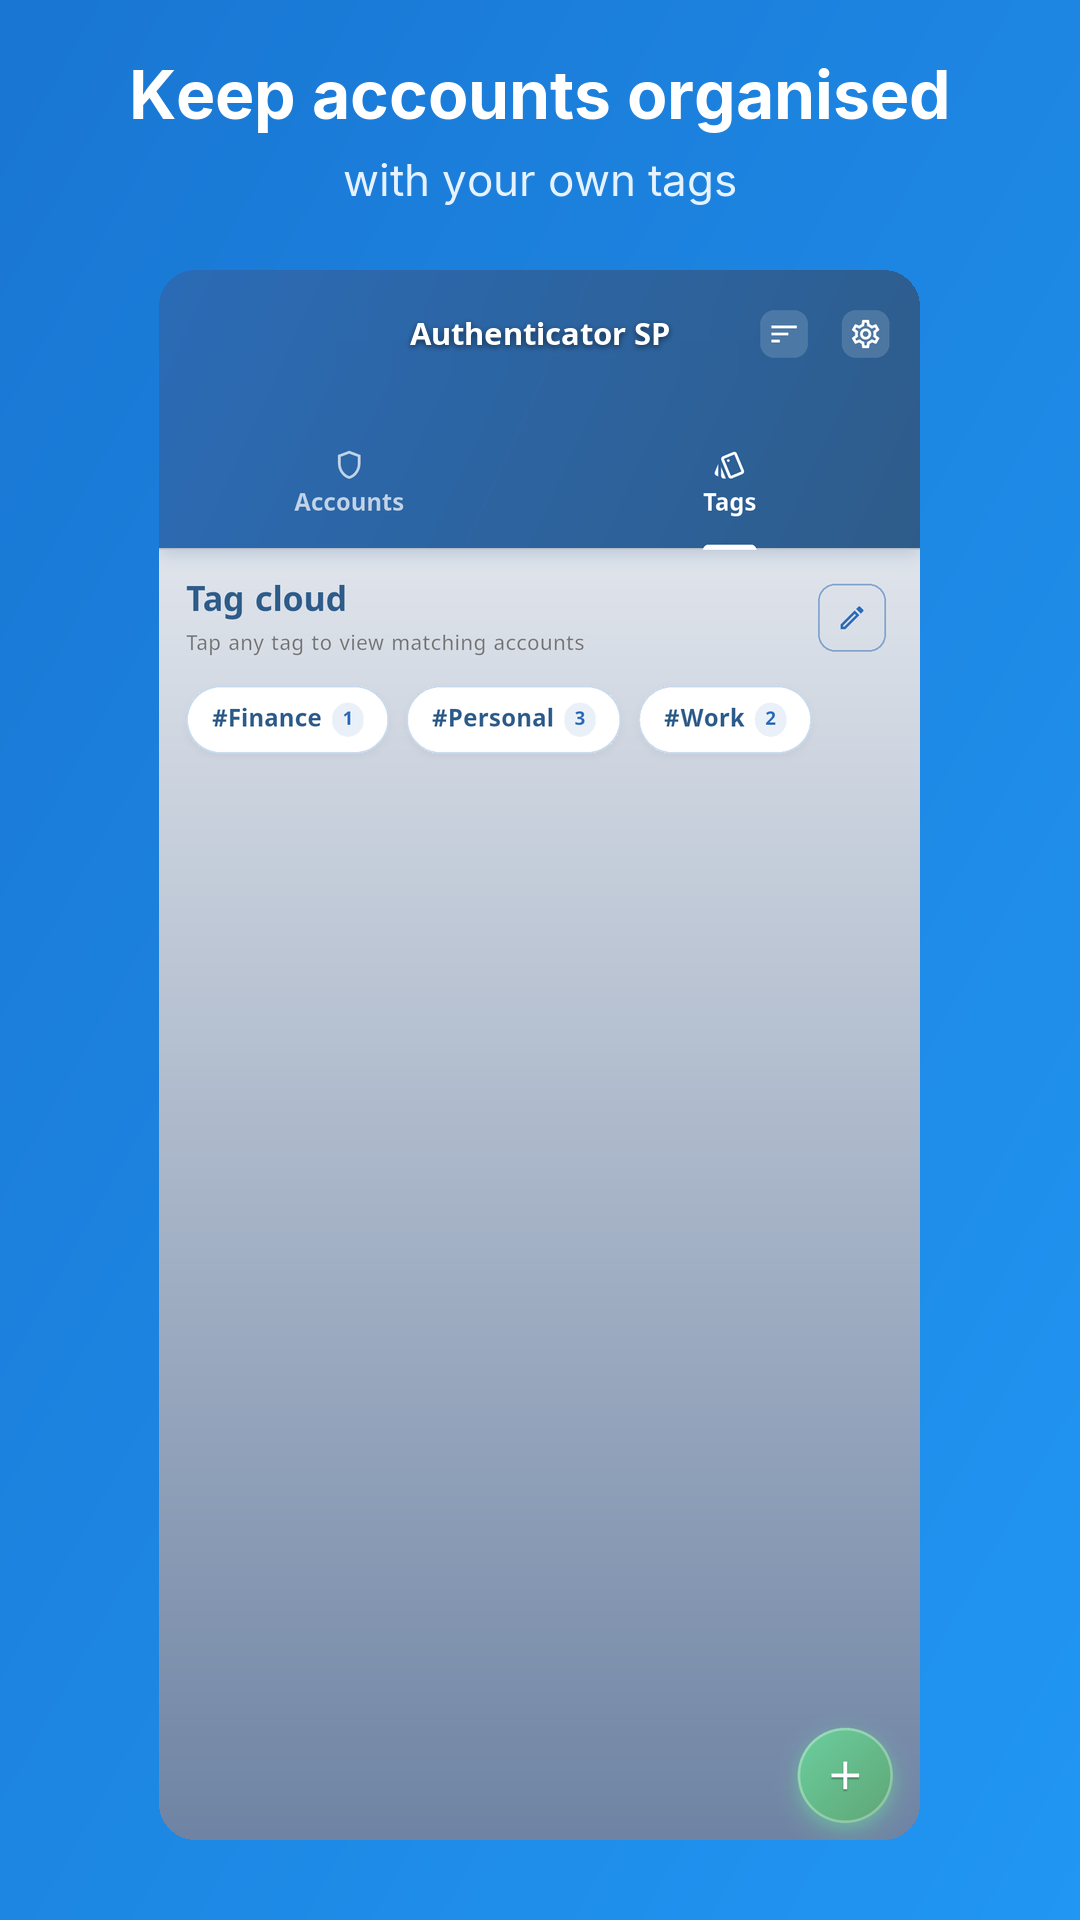 Keep accounts organised
with your own tags
Authenticator SP
Accounts
Tags
Tag cloud
Tap any tag to view matching accounts
#Finance 1 #Personal 3 #Work 2